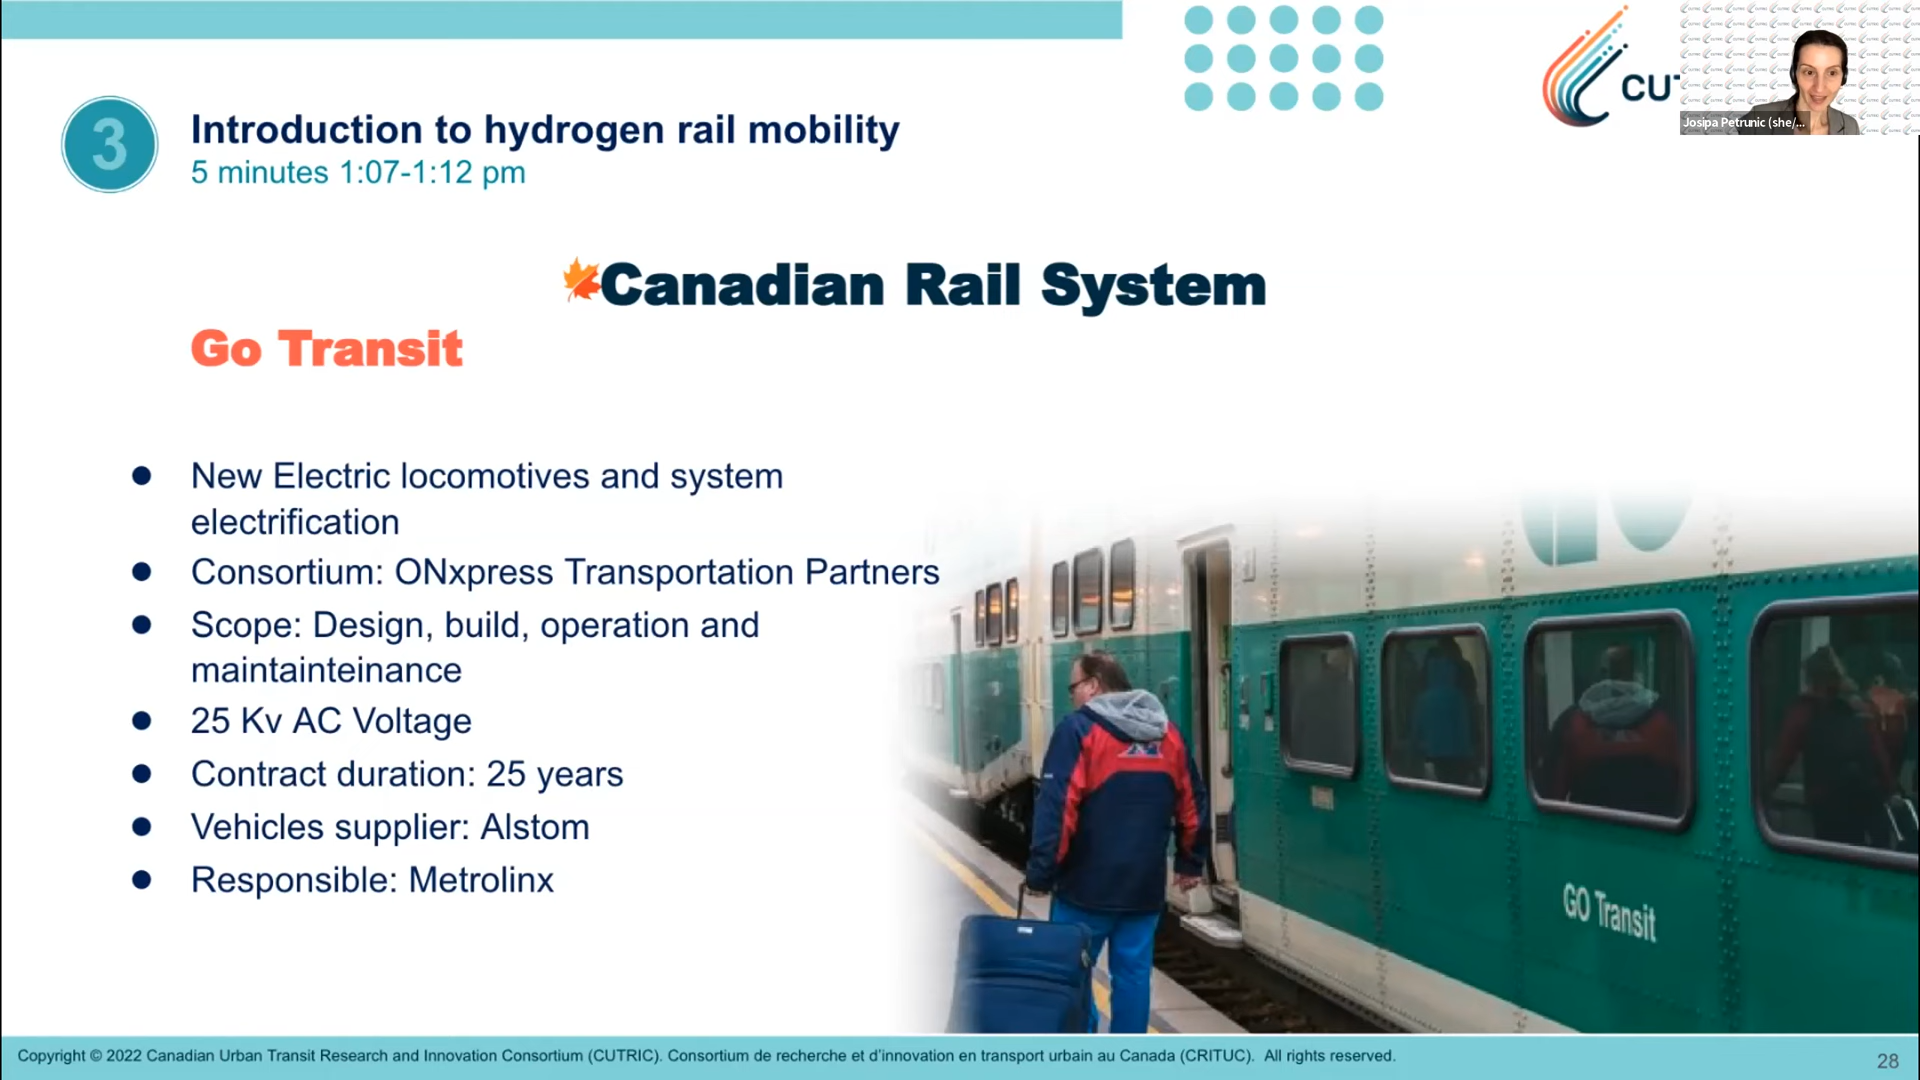 3
Introduction to hydrogen rail mobility
5 minutes 1:07-1:12 pm
CUT
Josipa Petrunic (she/...
Canadian Rail System
Go Transit
● New Electric locomotives and system
electrification
● Consortium: ONxpress Transportation Partners
● Scope: Design, build, operation and
maintainteinance
● 25 Kv AC Voltage
● Contract duration: 25 years
● Vehicles supplier: Alstom
● Responsible: Metrolinx
GO Transit
Copyright © 2022 Canadian Urban Transit Research and Innovation Consortium (CUTRIC). Consortium de recherche et d'innovation en transport urbain au Canada (CRITUC). All rights reserved.
28